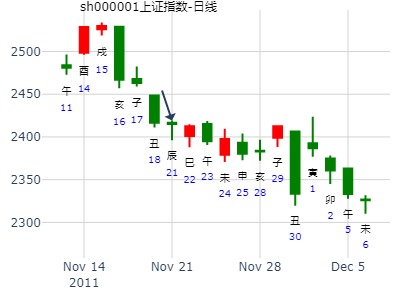 sh000001上证指数-日线
2500
2450
2400
2350
2300
午
11
酉
14
戌
15
亥
16
子
17
丑
18
辰
21
巳
22
午
23
未
24
申
25
亥
28
子
29
丑
30
寅
1
卯
2
午
5
未
6
Nov 14
2011
Nov 21
Nov 28
Dec 5